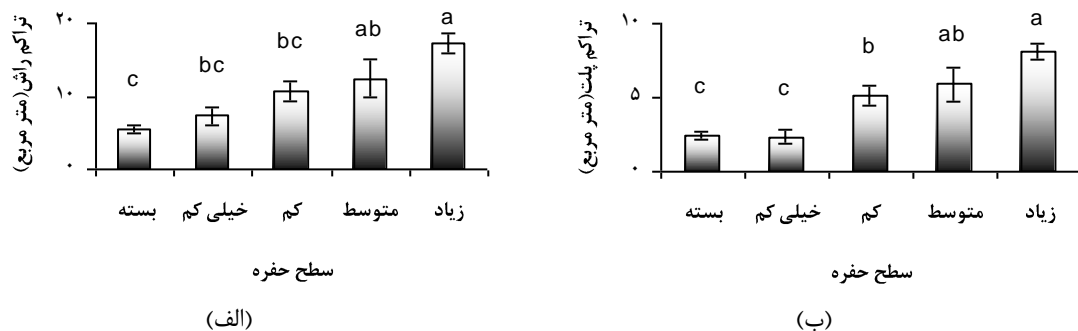 تراکم راش(متر مربع)
۲۰
۱۰
۰
c
bc
bc
ab
a
بسته
خیلی کم
کم
متوسط
زیاد
سطح حفره
(الف)
تراکم پلت(متر مربع)
۱۰
۵
۰
c
c
b
ab
a
بسته
خیلی کم
کم
متوسط
زیاد
سطح حفره
(ب)